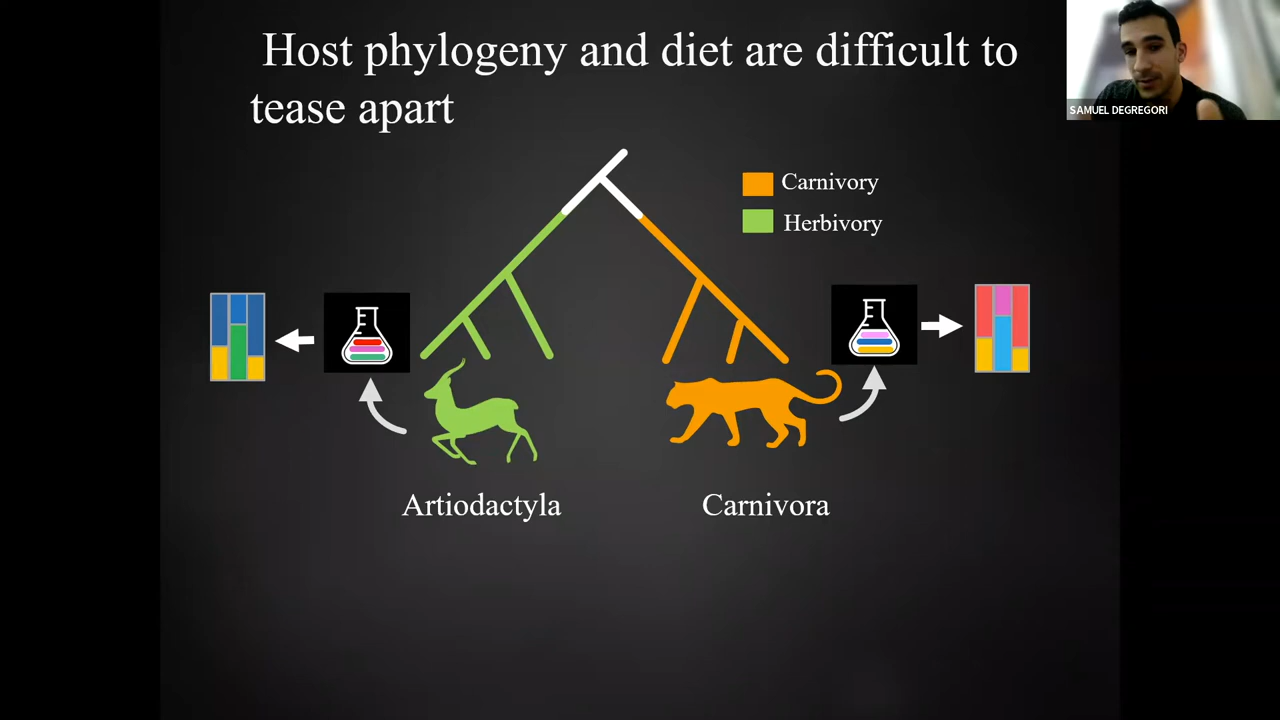 Host phylogeny and diet are difficult to
tease apart
SAMUEL DEGREGORI
Carnivory
Herbivory
Artiodactyla
Carnivora